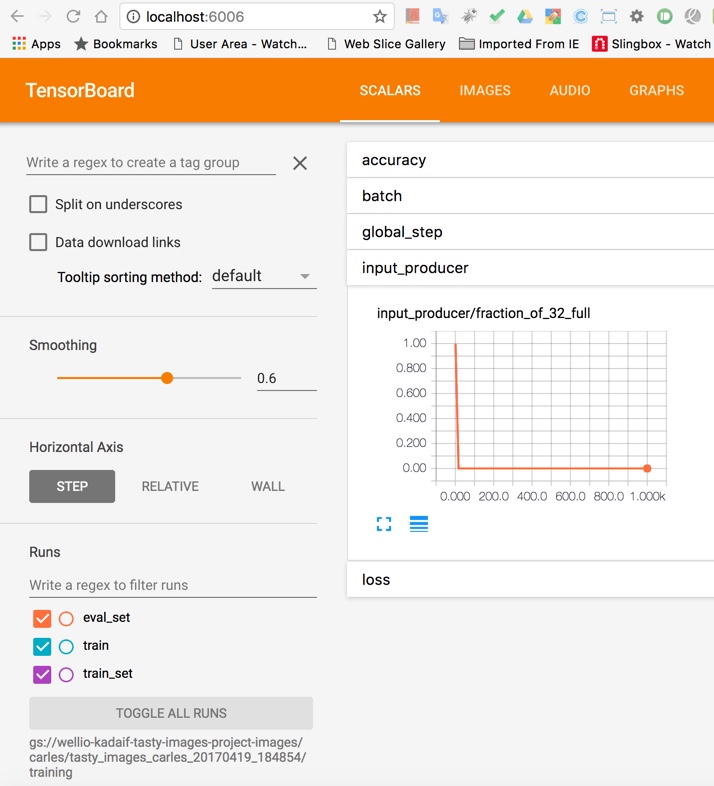 localhost:6006
Apps Bookmarks User Area - Watch... Web Slice Gallery Imported From IE Slingbox - Watch
TensorBoard SCALARS IMAGES AUDIO GRAPHS
Write a regex to create a tag group
Split on underscores
Data download links
Tooltip sorting method: default
Smoothing
0.6
Horizontal Axis
STEP RELATIVE WALL
Runs
Write a regex to filter runs
eval_set
train
train_set
TOGGLE ALL RUNS
gs://wellio-kadaif-tasty-images-project-images/
carles/tasty_images_carles_20170419_184854/
training
accuracy
batch
global_step
input_producer
input_producer/fraction_of_32_full
1.00
0.800
0.600
0.400
0.200
0.00
0.000 200.0 400.0 600.0 800.0 1.000k
loss